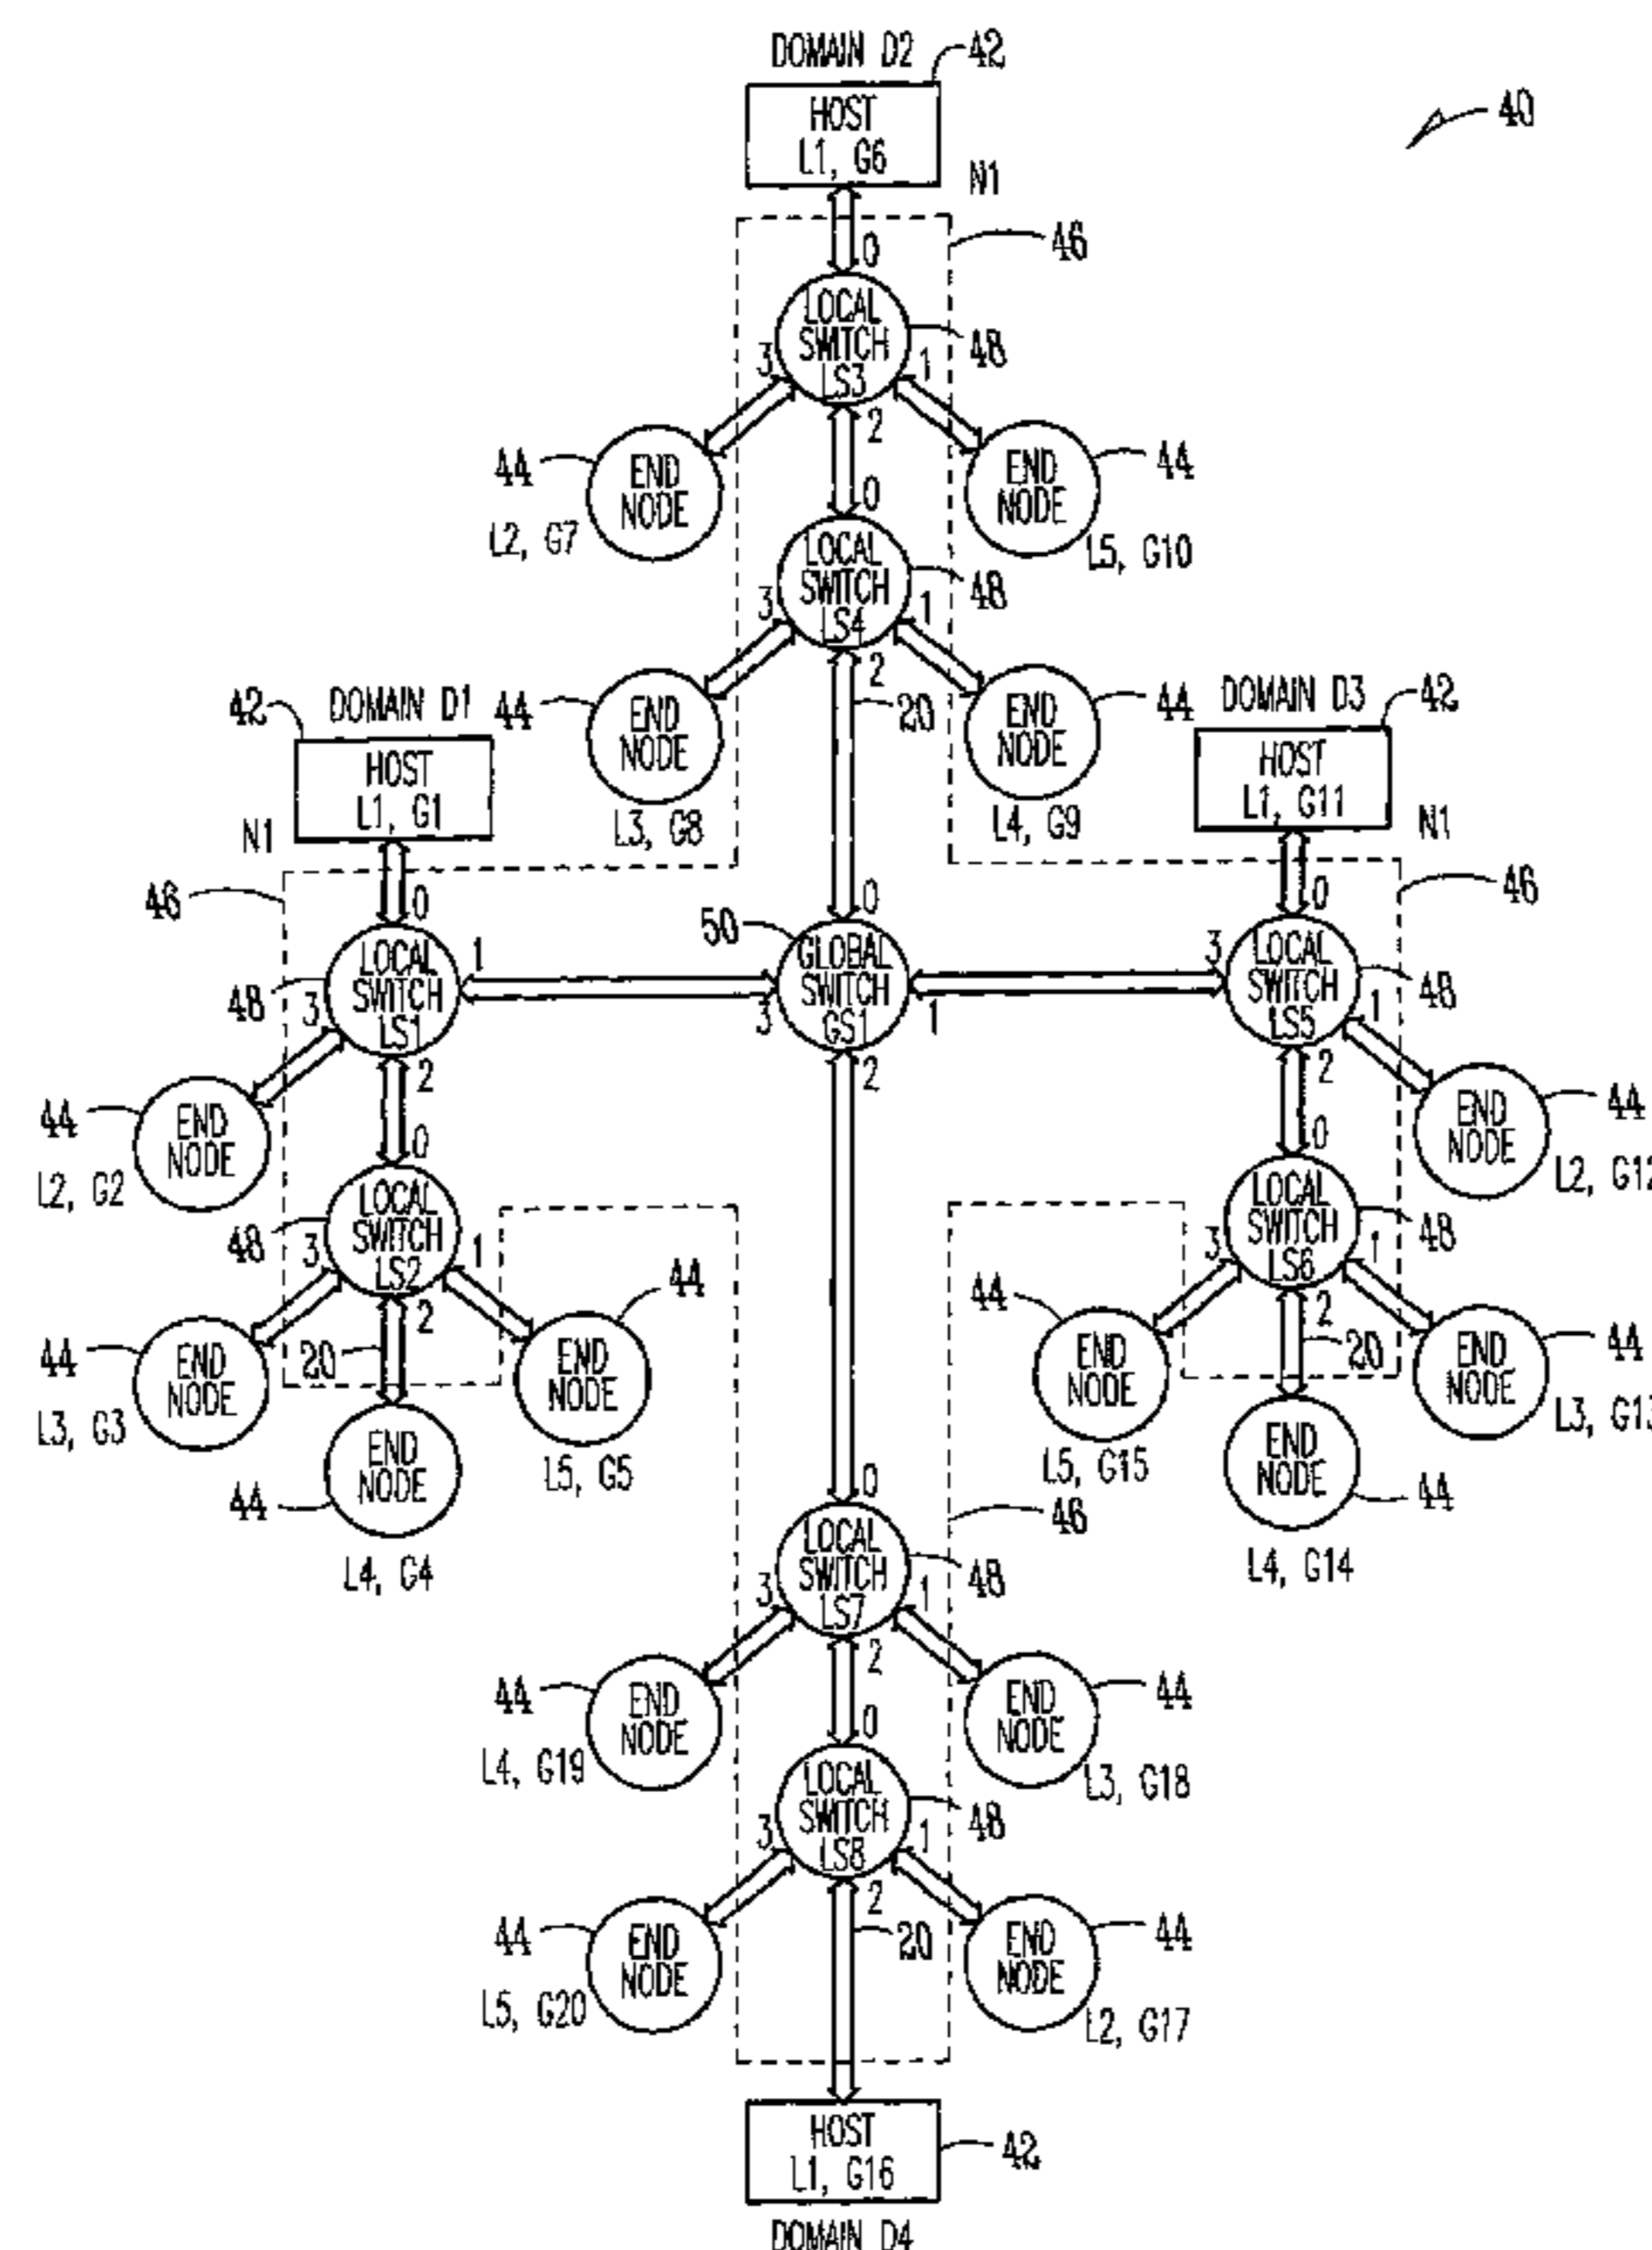 DOMAIN D2
42
HOST
L1, G6
40
N1
46
0
LOCAL
SWITCH
LS3
48
3
1
2
44
END
NODE
L2, G7
44
END
NODE
L5, G10
0
LOCAL
SWITCH
LS4
48
3
1
2
20
44
END
NODE
L3, G8
44
END
NODE
L4, G9
42
DOMAIN D1
HOST
L1, G1
N1
46
0
DOMAIN D3
42
HOST
L1, G11
N1
46
0
50
0
GLOBAL
SWITCH
GS1
3
1
2
LOCAL
SWITCH
LS1
48
1
3
2
LOCAL
SWITCH
LS5
48
3
1
2
44
END
NODE
L2, G2
44
END
NODE
L2, G12
0
LOCAL
SWITCH
LS2
48
3
1
2
20
0
LOCAL
SWITCH
LS6
48
3
1
2
20
44
END
NODE
L3, G3
44
END
NODE
L5, G5
END
NODE
44
L4, G4
44
END
NODE
L5, G15
44
END
NODE
L3, G13
END
NODE
44
L4, G14
46
0
LOCAL
SWITCH
LS7
48
3
1
2
44
END
NODE
L4, G19
44
END
NODE
L3, G18
0
LOCAL
SWITCH
LS8
48
3
1
2
20
44
END
NODE
L5, G20
44
END
NODE
L2, G17
HOST
L1, G16
42
DOMAIN D4